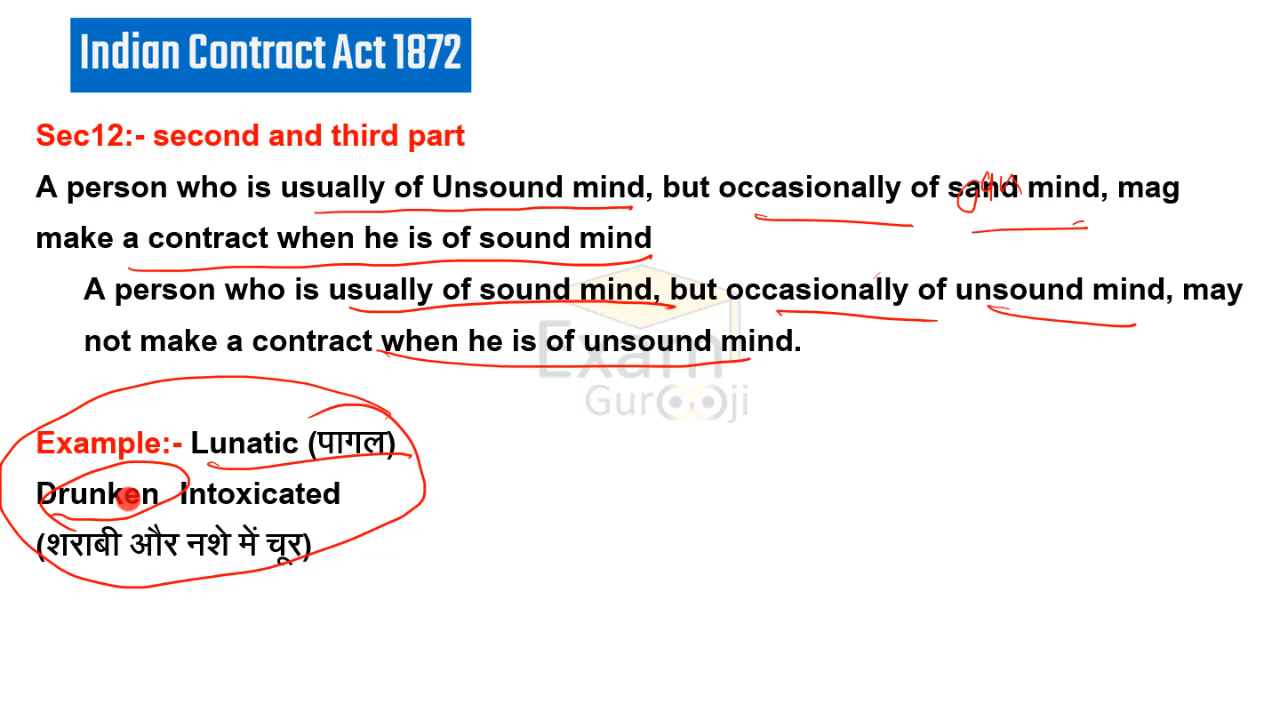 Indian Contract Act 1872
Sec12:- second and third part
A person who is usually of Unsound mind, but occasionally of sand mind, mag
make a contract when he is of sound mind
A person who is usually of sound mind, but occasionally of unsound mind, may
not make a contract when he is of unsound mind.
Exam
Gurooji
Example:- Lunatic (पागल)
Drunken Intoxicated
(शराबी और नशे में चूर)